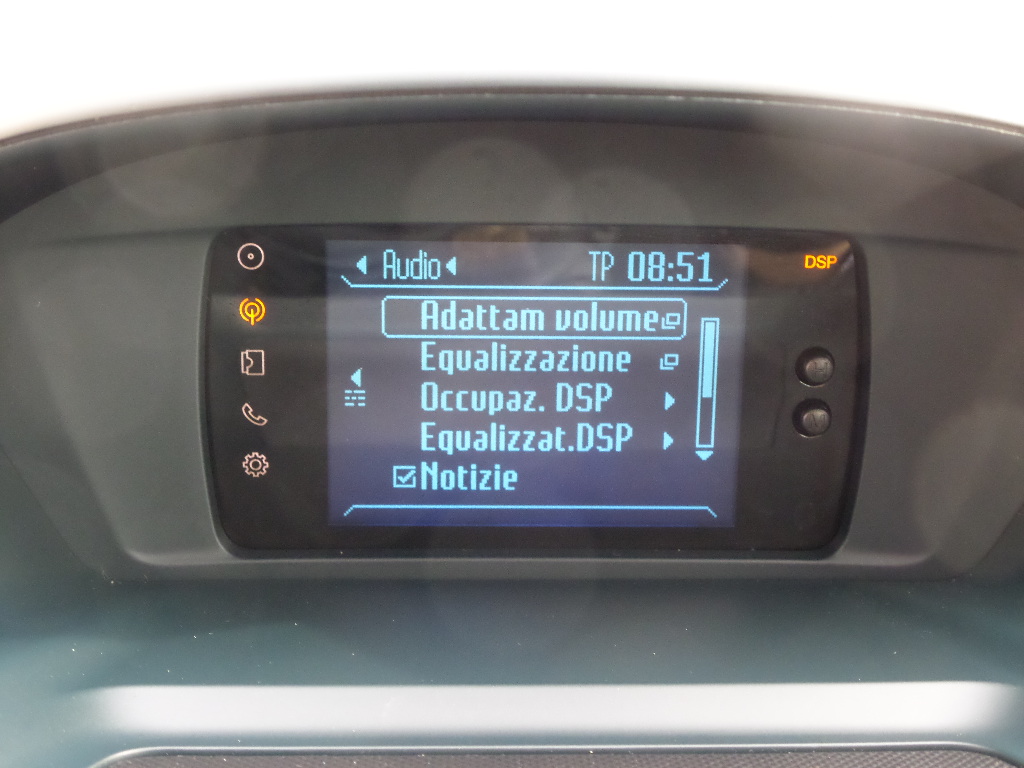 Audio TP 08:51 DSP
Adattam volume
Equalizzazione
Occupaz. DSP
Equalizzat.DSP
Notizie